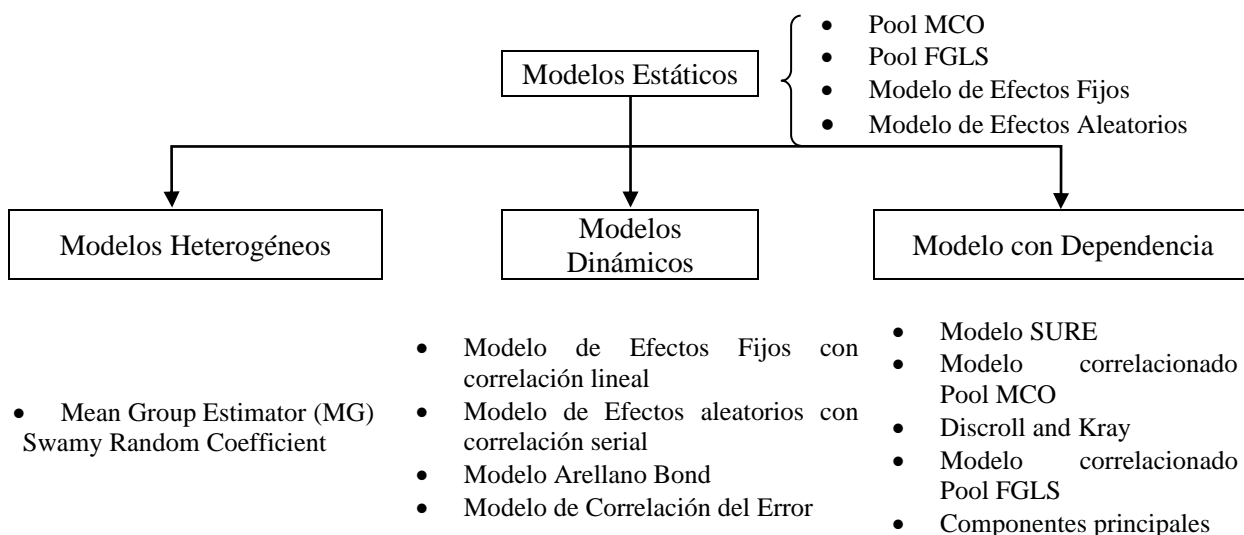 Modelos Estáticos
• Pool MCO
• Pool FGLS
• Modelo de Efectos Fijos
• Modelo de Efectos Aleatorios
Modelos Heterogéneos
Modelos
Dinámicos
Modelo con Dependencia
• Mean Group Estimator (MG)
Swamy Random Coefficient
• Modelo de Efectos Fijos con
correlación lineal
• Modelo de Efectos aleatorios con
correlación serial
• Modelo Arellano Bond
• Modelo de Correlación del Error
• Modelo SURE
• Modelo correlacionado
Pool MCO
• Discroll and Kray
• Modelo correlacionado
Pool FGLS
• Componentes principales